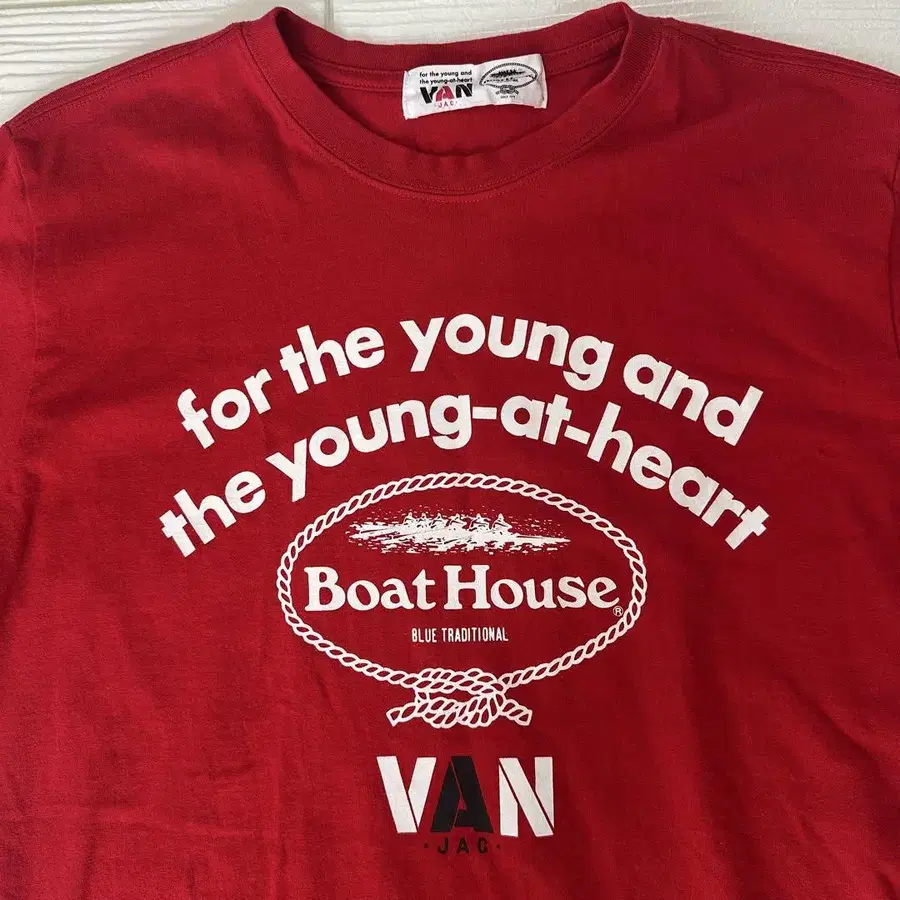 for the young and
the young-at-heart
VAN
·JAC·
for the young and
the young-at-heart
Boat House®
BLUE TRADITIONAL
VAN
·JAC·